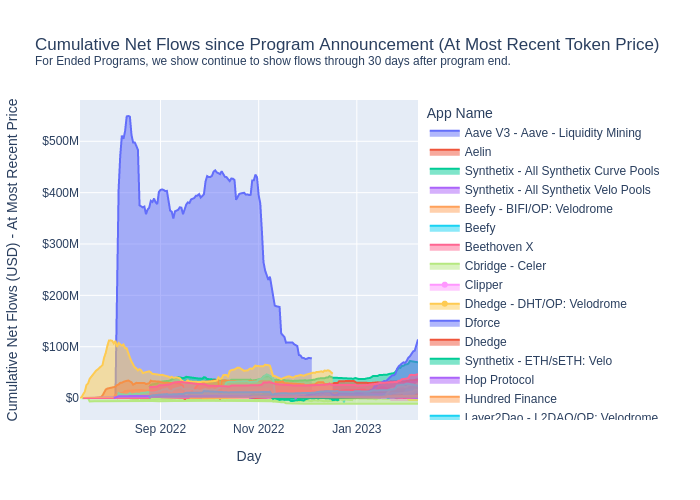 Cumulative Net Flows since Program Announcement (At Most Recent Token Price)
For Ended Programs, we show continue to show flows through 30 days after program end.
Cumulative Net Flows (USD) - At Most Recent Price
$500M
$400M
$300M
$200M
$100M
$0
Sep 2022
Nov 2022
Jan 2023
Day
App Name
Aave V3 - Aave - Liquidity Mining
Aelin
Synthetix - All Synthetix Curve Pools
Synthetix - All Synthetix Velo Pools
Beefy - BIFI/OP: Velodrome
Beefy
Beethoven X
Cbridge - Celer
Clipper
Dhedge - DHT/OP: Velodrome
Dforce
Dhedge
Synthetix - ETH/sETH: Velo
Hop Protocol
Hundred Finance
Layer2Dao - L2DAO/OP: Velodrome